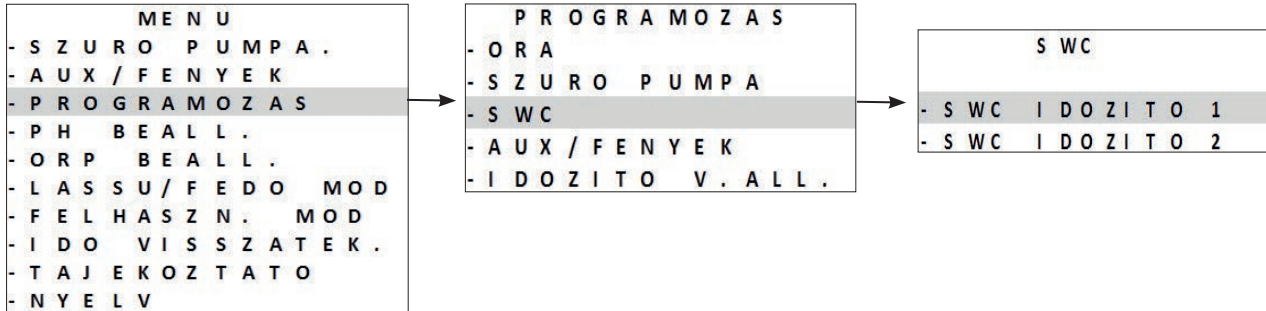 MENU
- SZURO PUMPA.
- AUX/FENYEK
- PROGRAMOZAS
- PH BEALL.
- ORP BEALL.
- LASSU/FEDO MOD
- FELHASZN. MOD
- IDO VISSZATEK.
- TAJEKOZTATO
- NYELV
PROGRAMOZAS
- ORA
- SZURO PUMPA
- SWC
- AUX/FENYEK
- IDOZITO V.ALL.
SWC
- SWC IDOZITO 1
- SWC IDOZITO 2